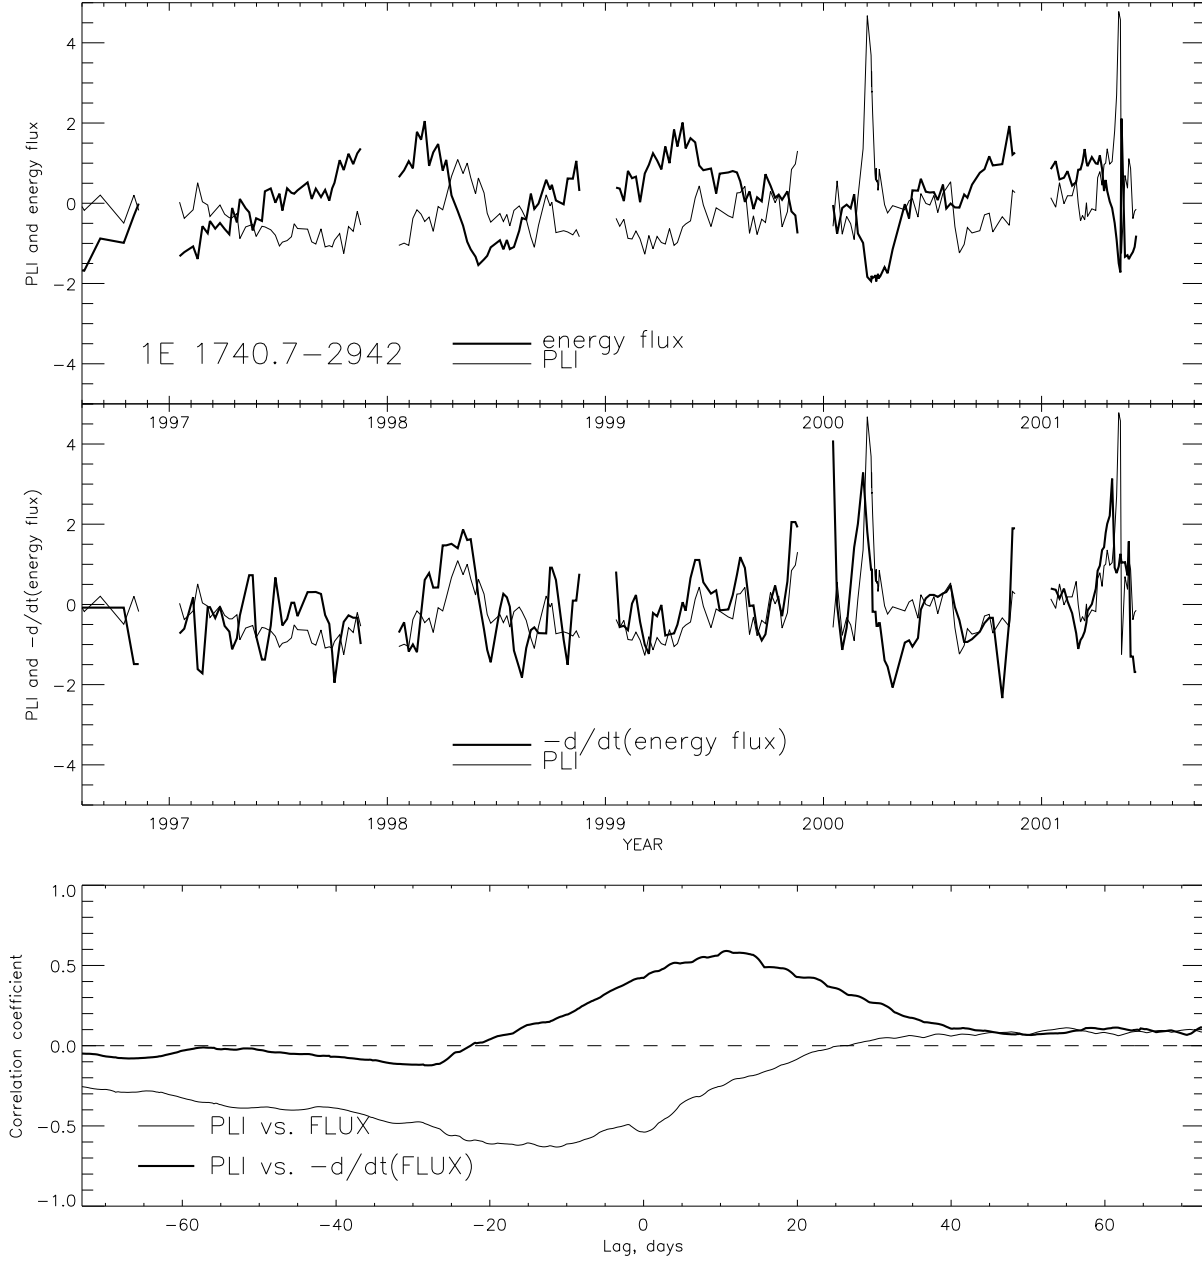 4
2
0
−2
−4
PLI and energy flux
1E 1740.7−2942
energy flux
PLI
1997
1998
1999
2000
2001
4
2
0
−2
−4
PLI and −d/dt(energy flux)
−d/dt(energy flux)
PLI
1997
1998
1999
2000
2001
YEAR
1.0
0.5
0.0
−0.5
−1.0
Correlation coefficient
PLI vs. FLUX
PLI vs. −d/dt(FLUX)
−60
−40
−20
0
20
40
60
Lag, days